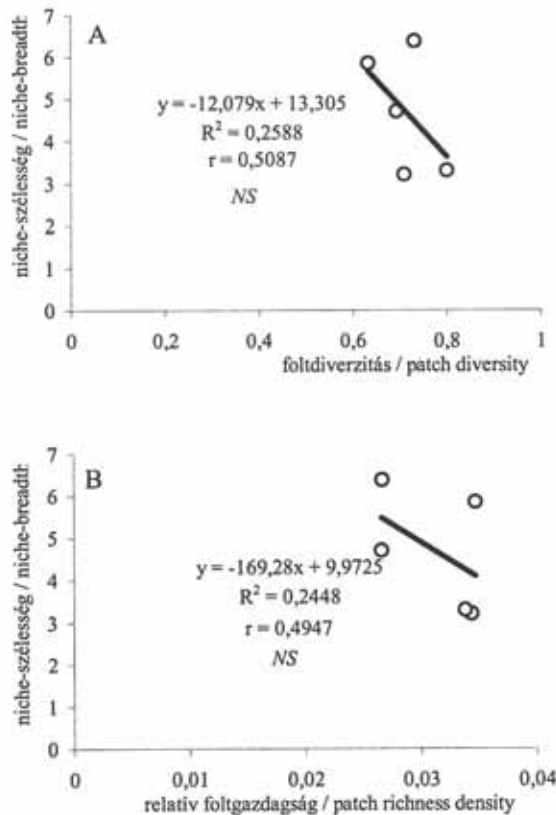 A
niche-szélesség / niche-breadth
7
6
5
4
3
2
1
0
y = -12,079x + 13,305
R² = 0,2588
r = 0,5087
NS
0 0,2 0,4 0,6 0,8 1
foltdiverzitás / patch diversity
B
niche-szélesség / niche-breadth
7
6
5
4
3
2
1
0
y = -169,28x + 9,9725
R² = 0,2448
r = 0,4947
NS
0 0,01 0,02 0,03 0,04
relatív foltgazdagság / patch richness density